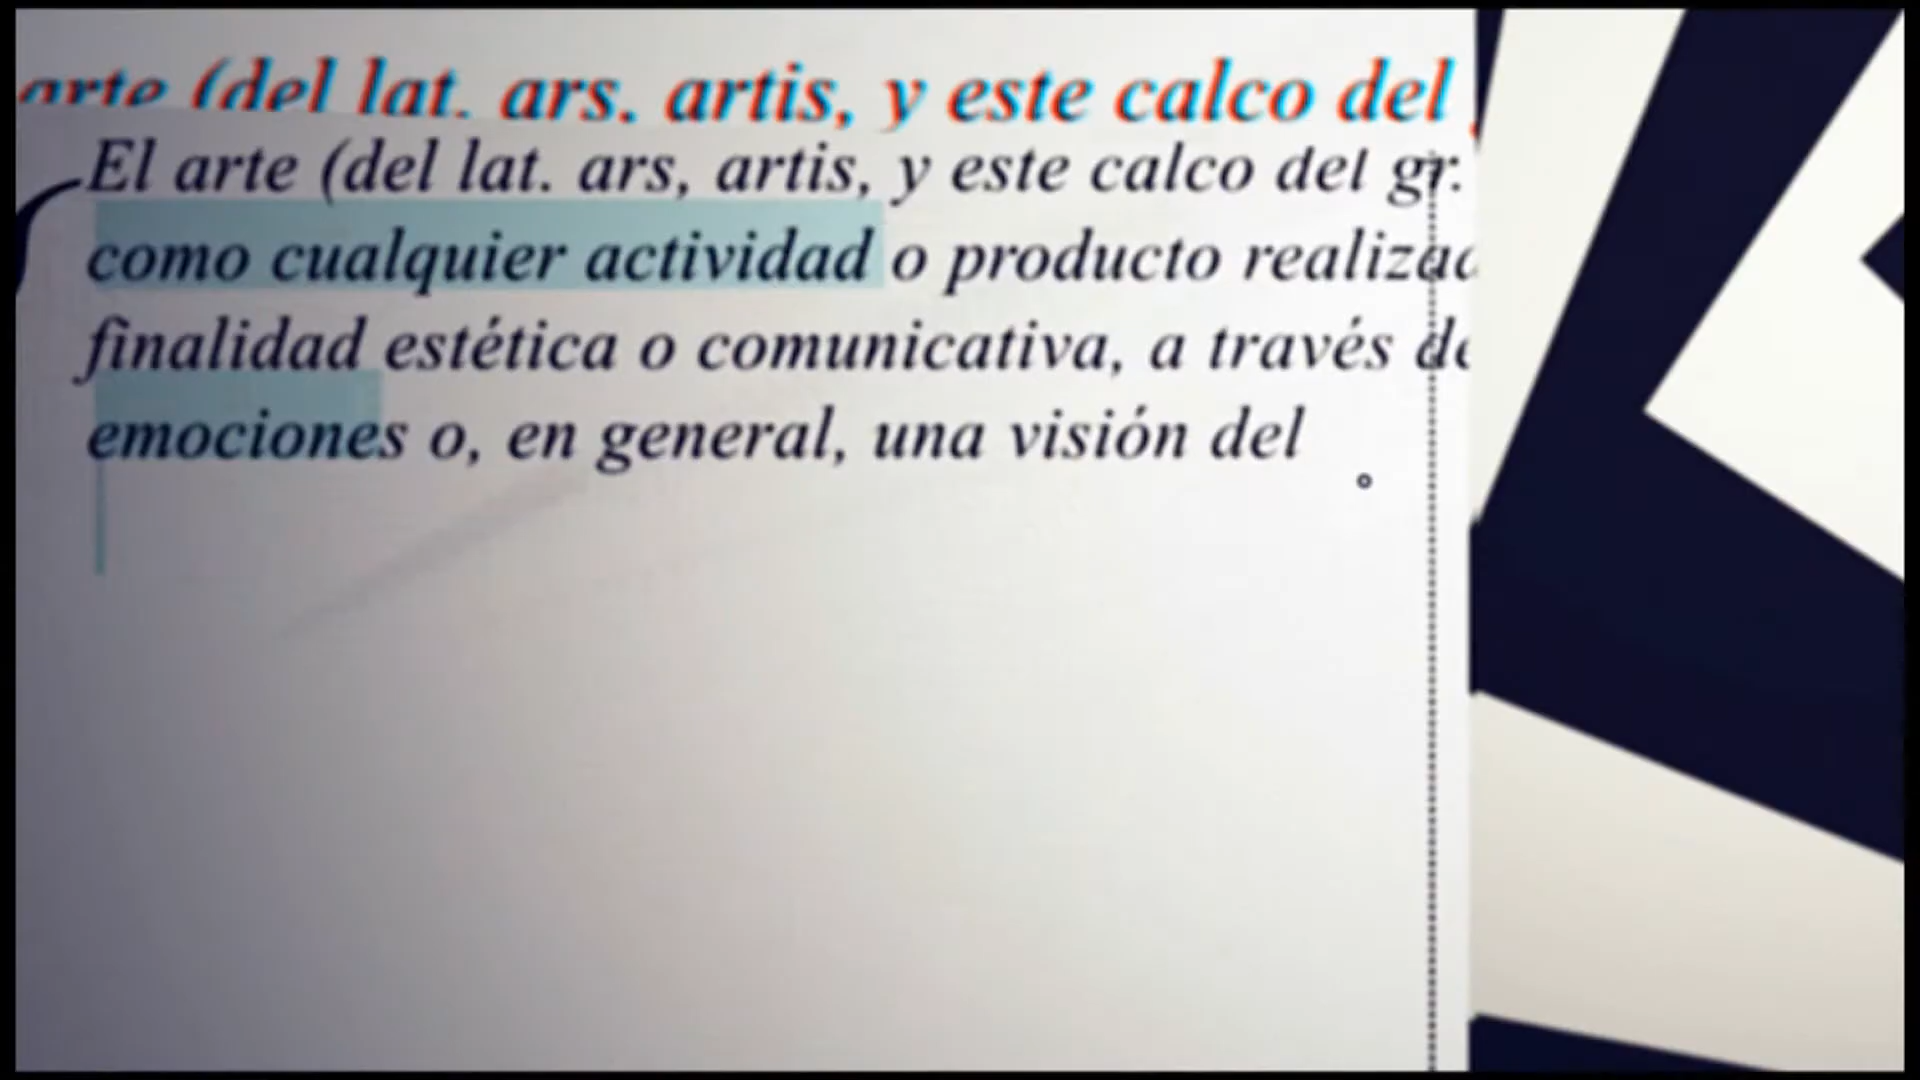 arte (del lat. ars. artis, y este calco del
El arte (del lat. ars, artis, y este calco del gr.
como cualquier actividad o producto
finalidad estética o comunicativa, a través
emociones o, en general, una visión del